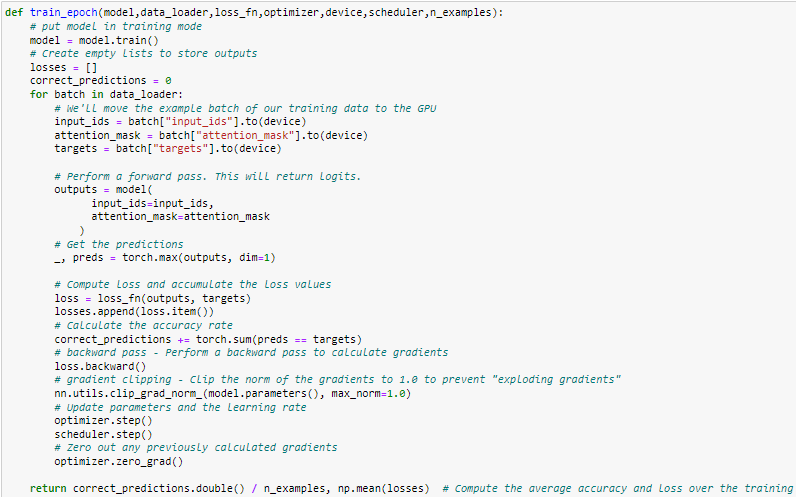 def train_epoch(model,data_loader,loss_fn,optimizer,device,scheduler,n_examples):
    # put model in training mode
    model = model.train()
    # Create empty lists to store outputs
    losses = []
    correct_predictions = 0
    for batch in data_loader:
        # We'll move the example batch of our training data to the GPU
        input_ids = batch["input_ids"].to(device)
        attention_mask = batch["attention_mask"].to(device)
        targets = batch["targets"].to(device)

        # Perform a forward pass. This will return logits.
        outputs = model(
              input_ids=input_ids,
              attention_mask=attention_mask
            )
        # Get the predictions
        _, preds = torch.max(outputs, dim=1)

        # Compute loss and accumulate the loss values
        loss = loss_fn(outputs, targets)
        losses.append(loss.item())
        # Calculate the accuracy rate
        correct_predictions += torch.sum(preds == targets)
        # backward pass - Perform a backward pass to calculate gradients
        loss.backward()
        # gradient clipping - Clip the norm of the gradients to 1.0 to prevent "exploding gradients"
        nn.utils.clip_grad_norm_(model.parameters(), max_norm=1.0)
        # Update parameters and the learning rate
        optimizer.step()
        scheduler.step()
        # Zero out any previously calculated gradients
        optimizer.zero_grad()

    return correct_predictions.double() / n_examples, np.mean(losses)  # Compute the average accuracy and loss over the training